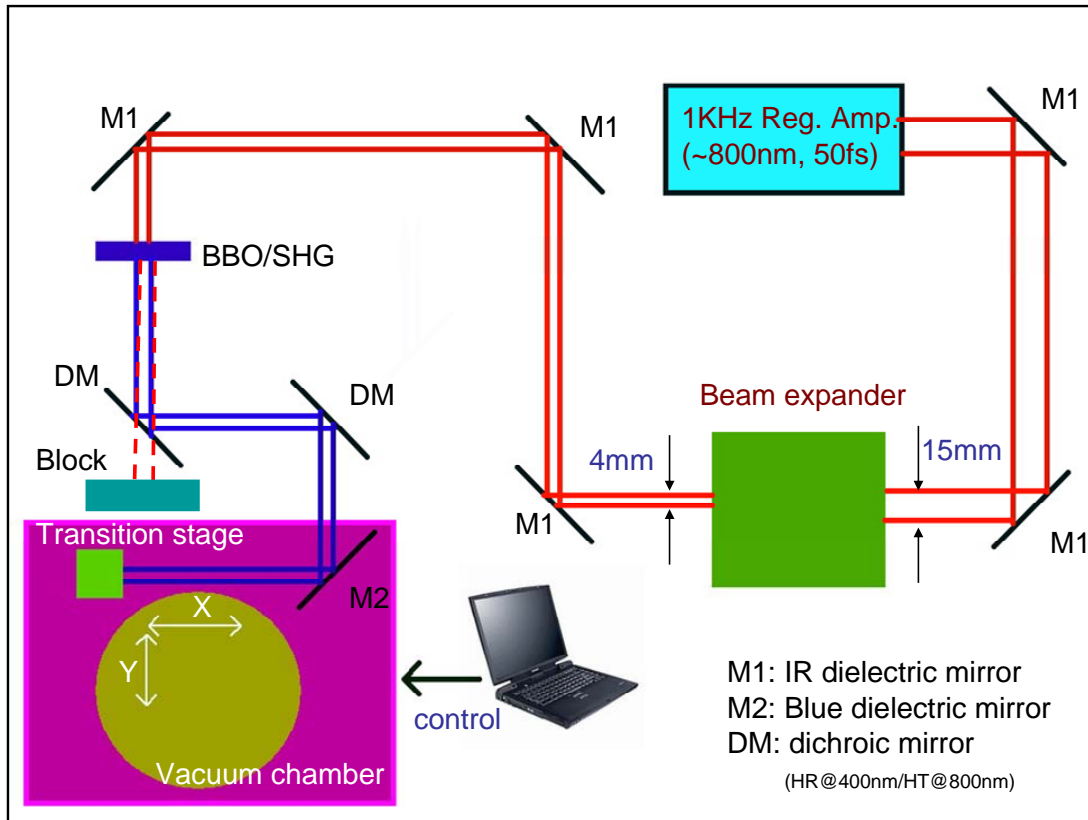 M1
M1
M1
1KHz Reg. Amp.
(~800nm, 50fs)
BBO/SHG
DM
DM
Beam expander
Block
4mm
15mm
M1
M1
Transition stage
M2
X
Y
control
Vacuum chamber
M1: IR dielectric mirror
M2: Blue dielectric mirror
DM: dichroic mirror
(HR@400nm/HT@800nm)